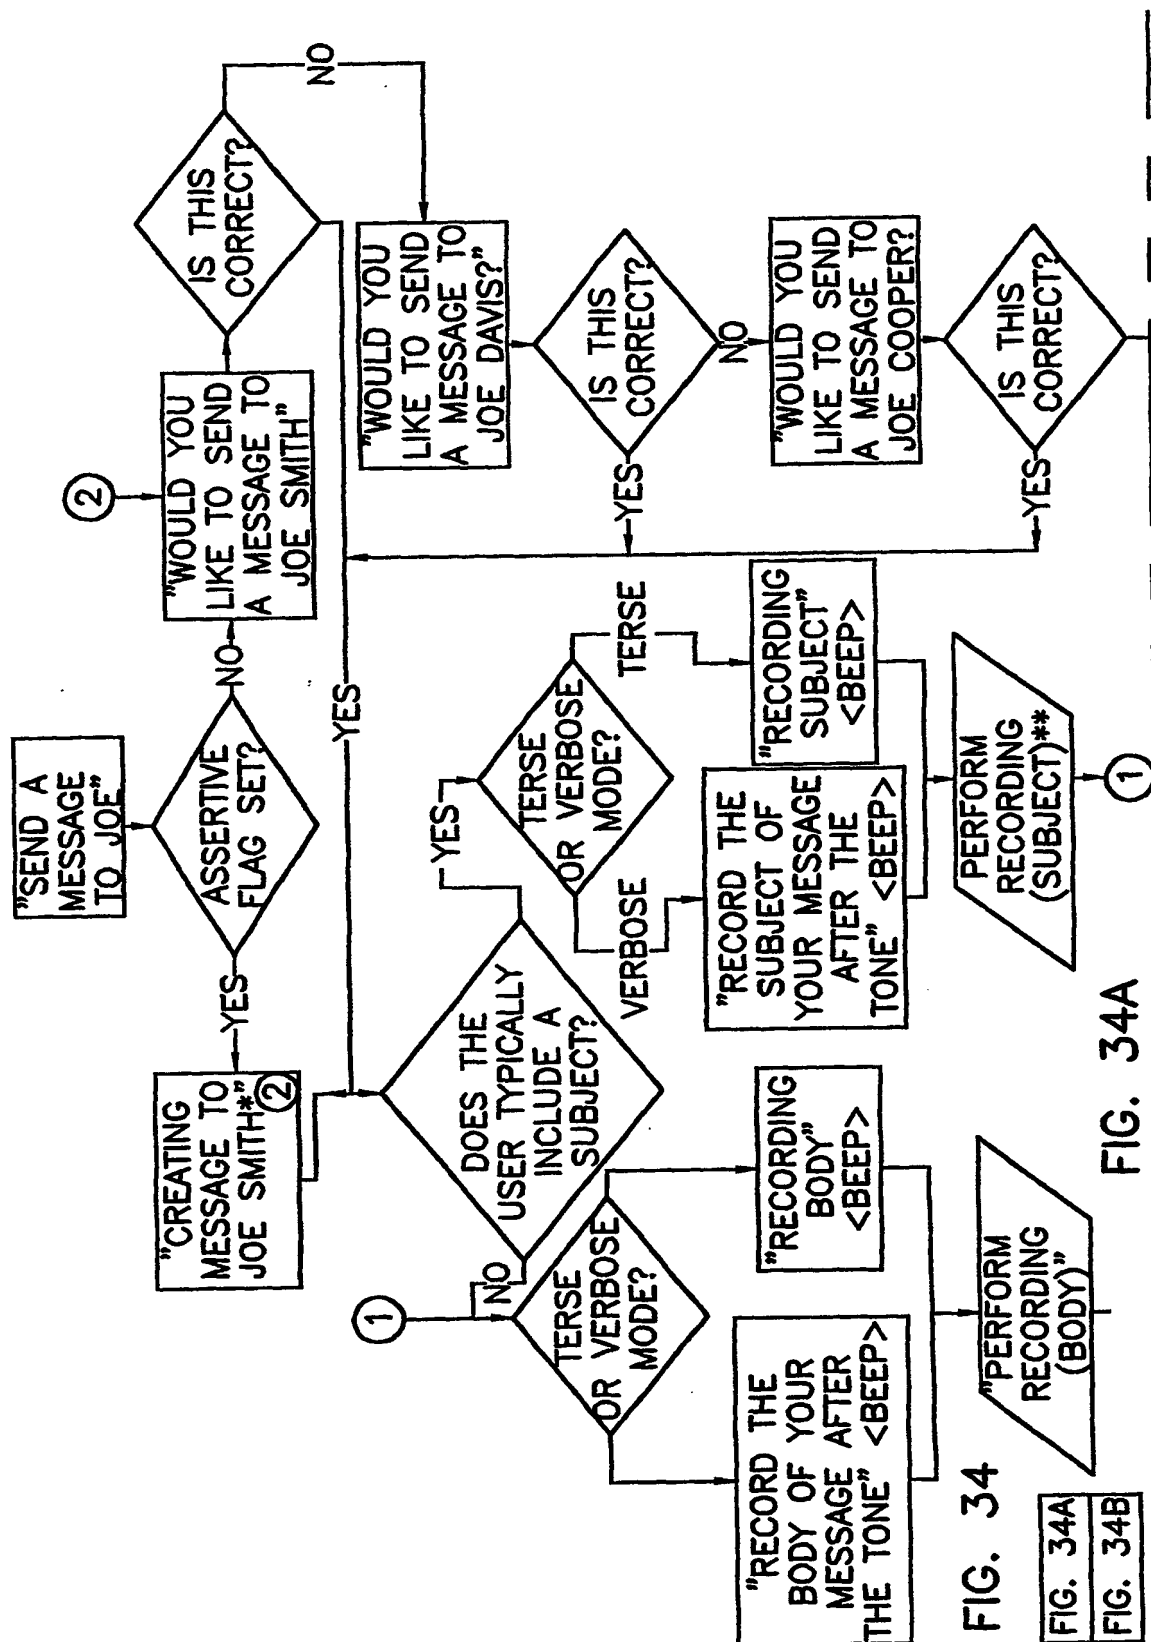 "SEND A
MESSAGE
TO JOE"
ASSERTIVE
FLAG SET?
YES
NO
"CREATING
MESSAGE TO
JOE SMITH*"
2
2
"WOULD YOU
LIKE TO SEND
A MESSAGE TO
JOE SMITH"
IS THIS
CORRECT?
NO
YES
"WOULD YOU
LIKE TO SEND
A MESSAGE TO
JOE DAVIS?"
IS THIS
CORRECT?
YES
NO
"WOULD YOU
LIKE TO SEND
A MESSAGE TO
JOE COOPER?
IS THIS
CORRECT?
YES
DOES THE
USER TYPICALLY
INCLUDE A
SUBJECT?
NO
YES
TERSE
OR VERBOSE
MODE?
VERBOSE
TERSE
"RECORD THE
SUBJECT OF
YOUR MESSAGE
AFTER THE
TONE" <BEEP>
"RECORDING
SUBJECT"
<BEEP>
PERFORM
RECORDING
(SUBJECT)**
1
1
TERSE
OR VERBOSE
MODE?
"RECORD THE
BODY OF YOUR
MESSAGE AFTER
THE TONE" <BEEP>
"RECORDING
BODY"
<BEEP>
"PERFORM
RECORDING
(BODY)"
FIG. 34
FIG. 34A
FIG. 34A
FIG. 34B